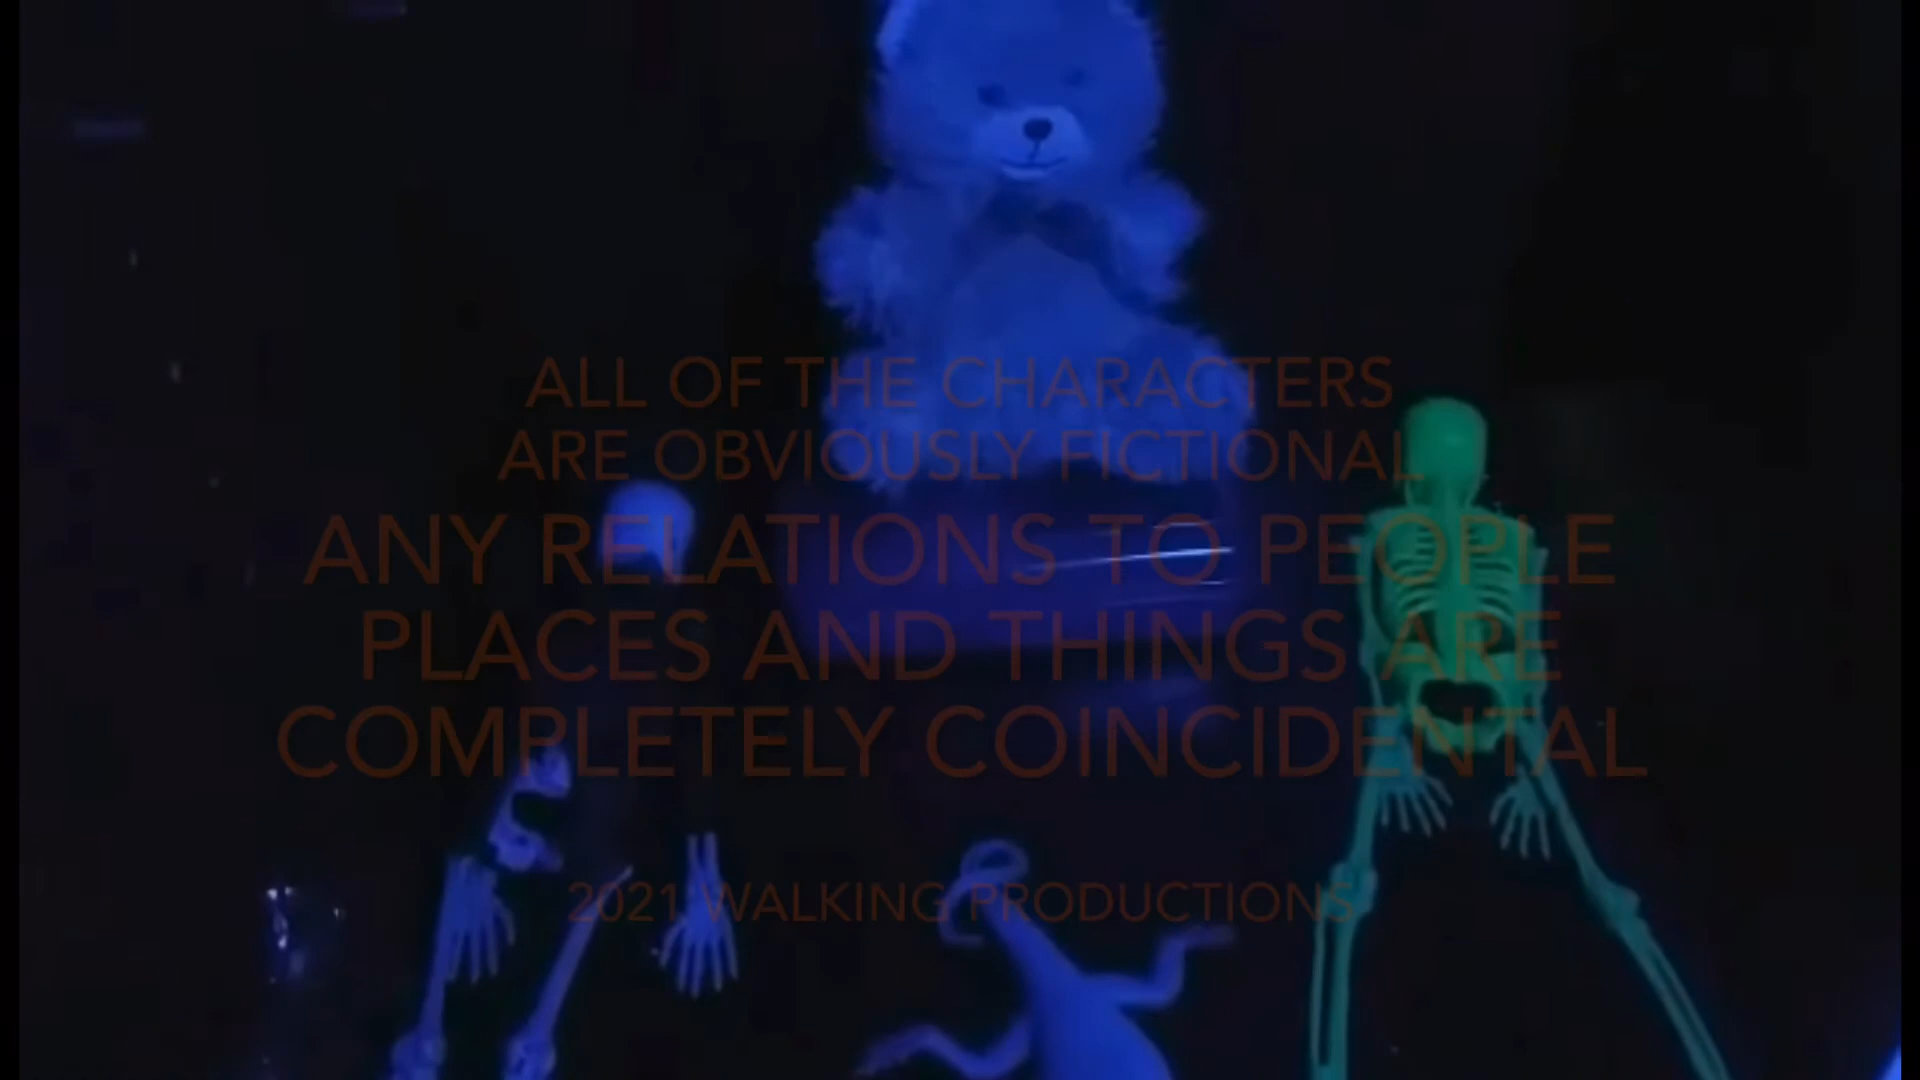 ALL OF THE CHARACTERS
ARE OBVIOUSLY FICTIONAL
ANY RELATIONS TO PEOPLE
PLACES AND THINGS ARE
COMPLETELY COINCIDENTAL
2021 WALKING PRODUCTIONS